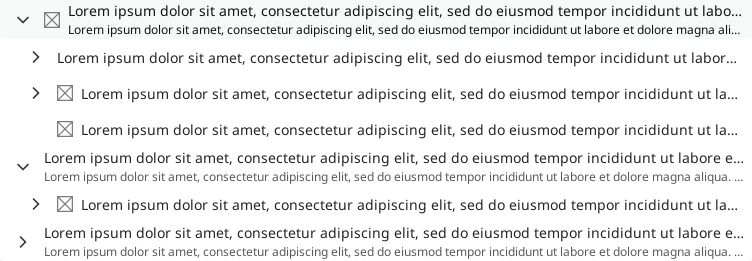 Lorem ipsum dolor sit amet, consectetur adipiscing elit, sed do eiusmod tempor incididunt ut labo...
Lorem ipsum dolor sit amet, consectetur adipiscing elit, sed do eiusmod tempor incididunt ut labore et dolore magna ali...
Lorem ipsum dolor sit amet, consectetur adipiscing elit, sed do eiusmod tempor incididunt ut labor...
Lorem ipsum dolor sit amet, consectetur adipiscing elit, sed do eiusmod tempor incididunt ut la...
Lorem ipsum dolor sit amet, consectetur adipiscing elit, sed do eiusmod tempor incididunt ut la...
Lorem ipsum dolor sit amet, consectetur adipiscing elit, sed do eiusmod tempor incididunt ut labore e...
Lorem ipsum dolor sit amet, consectetur adipiscing elit, sed do eiusmod tempor incididunt ut labore et dolore magna aliqua. ...
Lorem ipsum dolor sit amet, consectetur adipiscing elit, sed do eiusmod tempor incididunt ut la...
Lorem ipsum dolor sit amet, consectetur adipiscing elit, sed do eiusmod tempor incididunt ut labore e...
Lorem ipsum dolor sit amet, consectetur adipiscing elit, sed do eiusmod tempor incididunt ut labore et dolore magna aliqua. ...